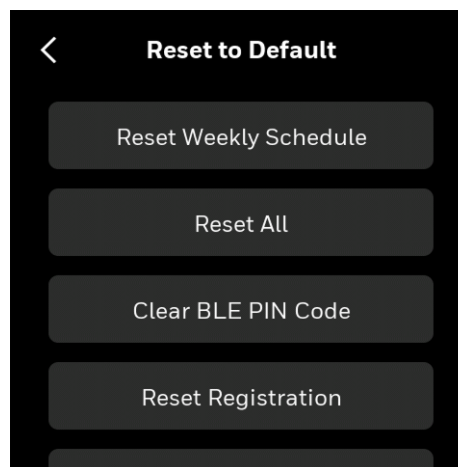 Reset to Default
Reset Weekly Schedule
Reset All
Clear BLE PIN Code
Reset Registration